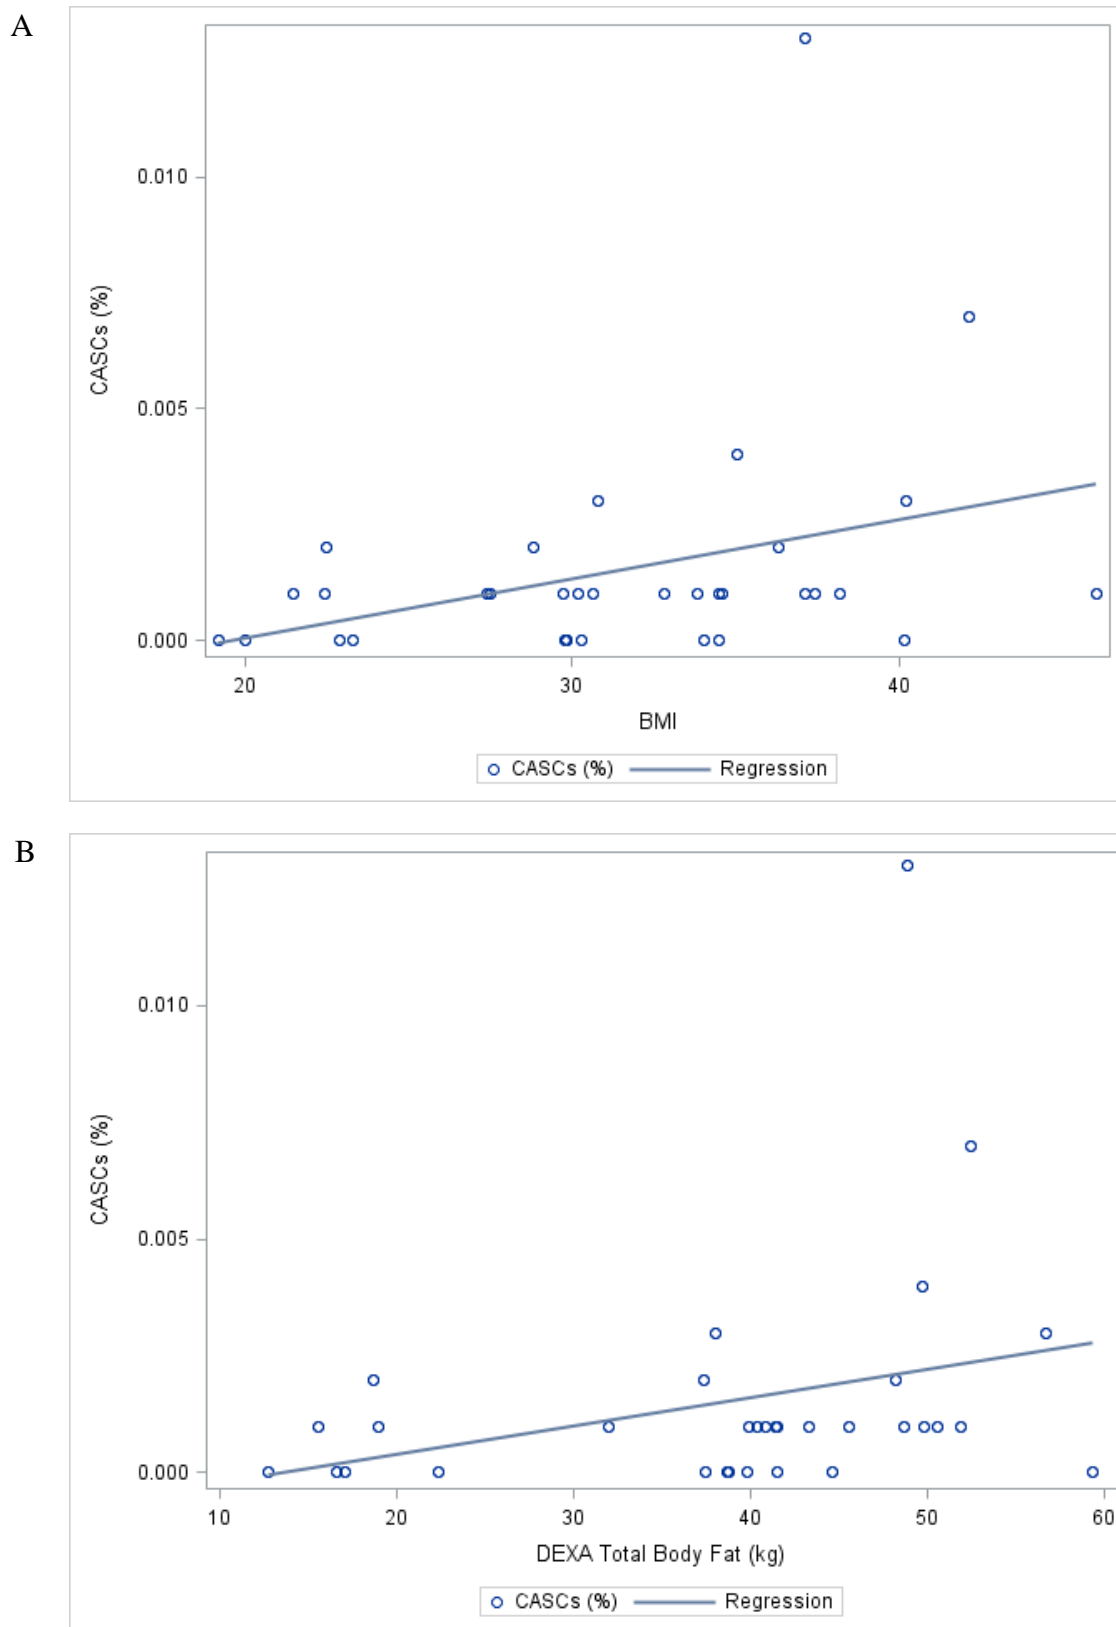 A
0.010
0.005
0.000
CASCs (%)
20 30 40
BMI
CASCs (%) Regression
B
0.010
0.005
0.000
CASCs (%)
10 20 30 40 50 60
DEXA Total Body Fat (kg)
CASCs (%) Regression